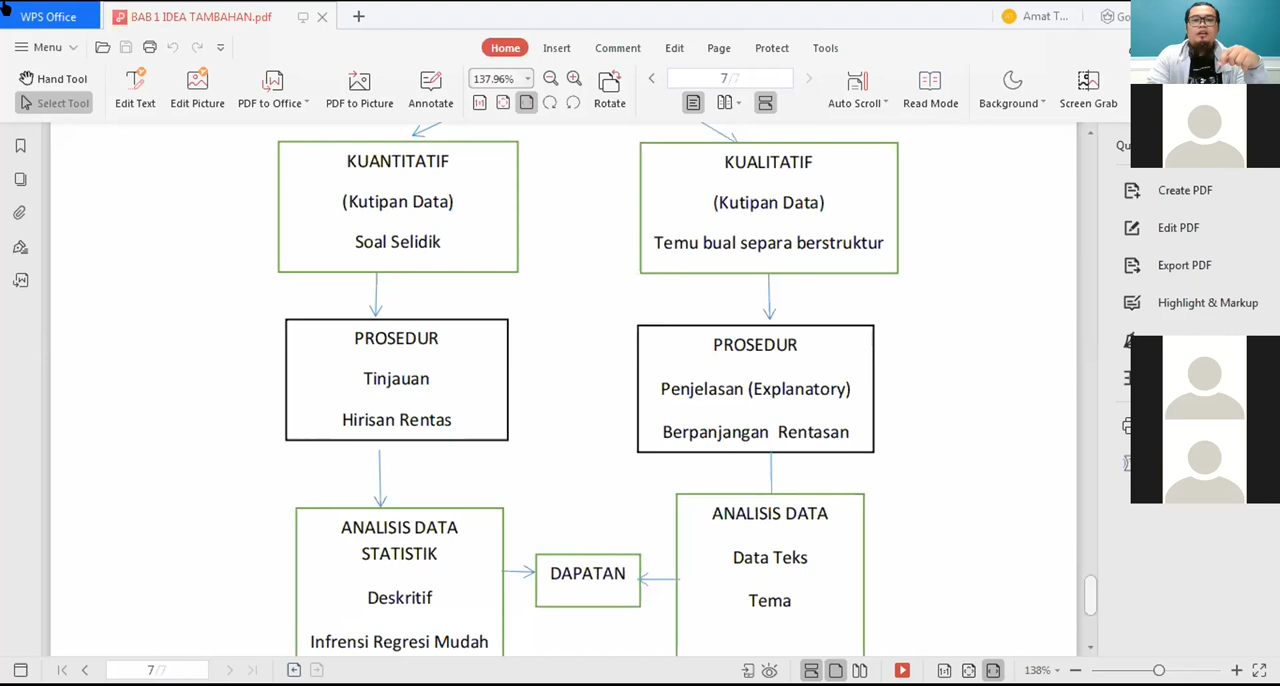 WPS Office
BAB 1 IDEA TAMBAHAN.pdf
Amat T...
Go
Menu
Home
Insert
Comment
Edit
Page
Protect
Tools
Hand Tool
Select Tool
Edit Text
Edit Picture
PDF to Office
PDF to Picture
Annotate
137.96%
Rotate
7/7
Auto Scroll
Read Mode
Background
Screen Grab
KUANTITATIF
(Kutipan Data)
Soal Selidik
KUALITATIF
(Kutipan Data)
Temu bual separa berstruktur
PROSEDUR
Tinjauan
Hirisan Rentas
PROSEDUR
Penjelasan (Explanatory)
Berpanjangan Rentasan
ANALISIS DATA
STATISTIK
Deskritif
Infrensi Regresi Mudah
DAPATAN
ANALISIS DATA
Data Teks
Tema
Create PDF
Edit PDF
Export PDF
Highlight & Markup
7/7
138%